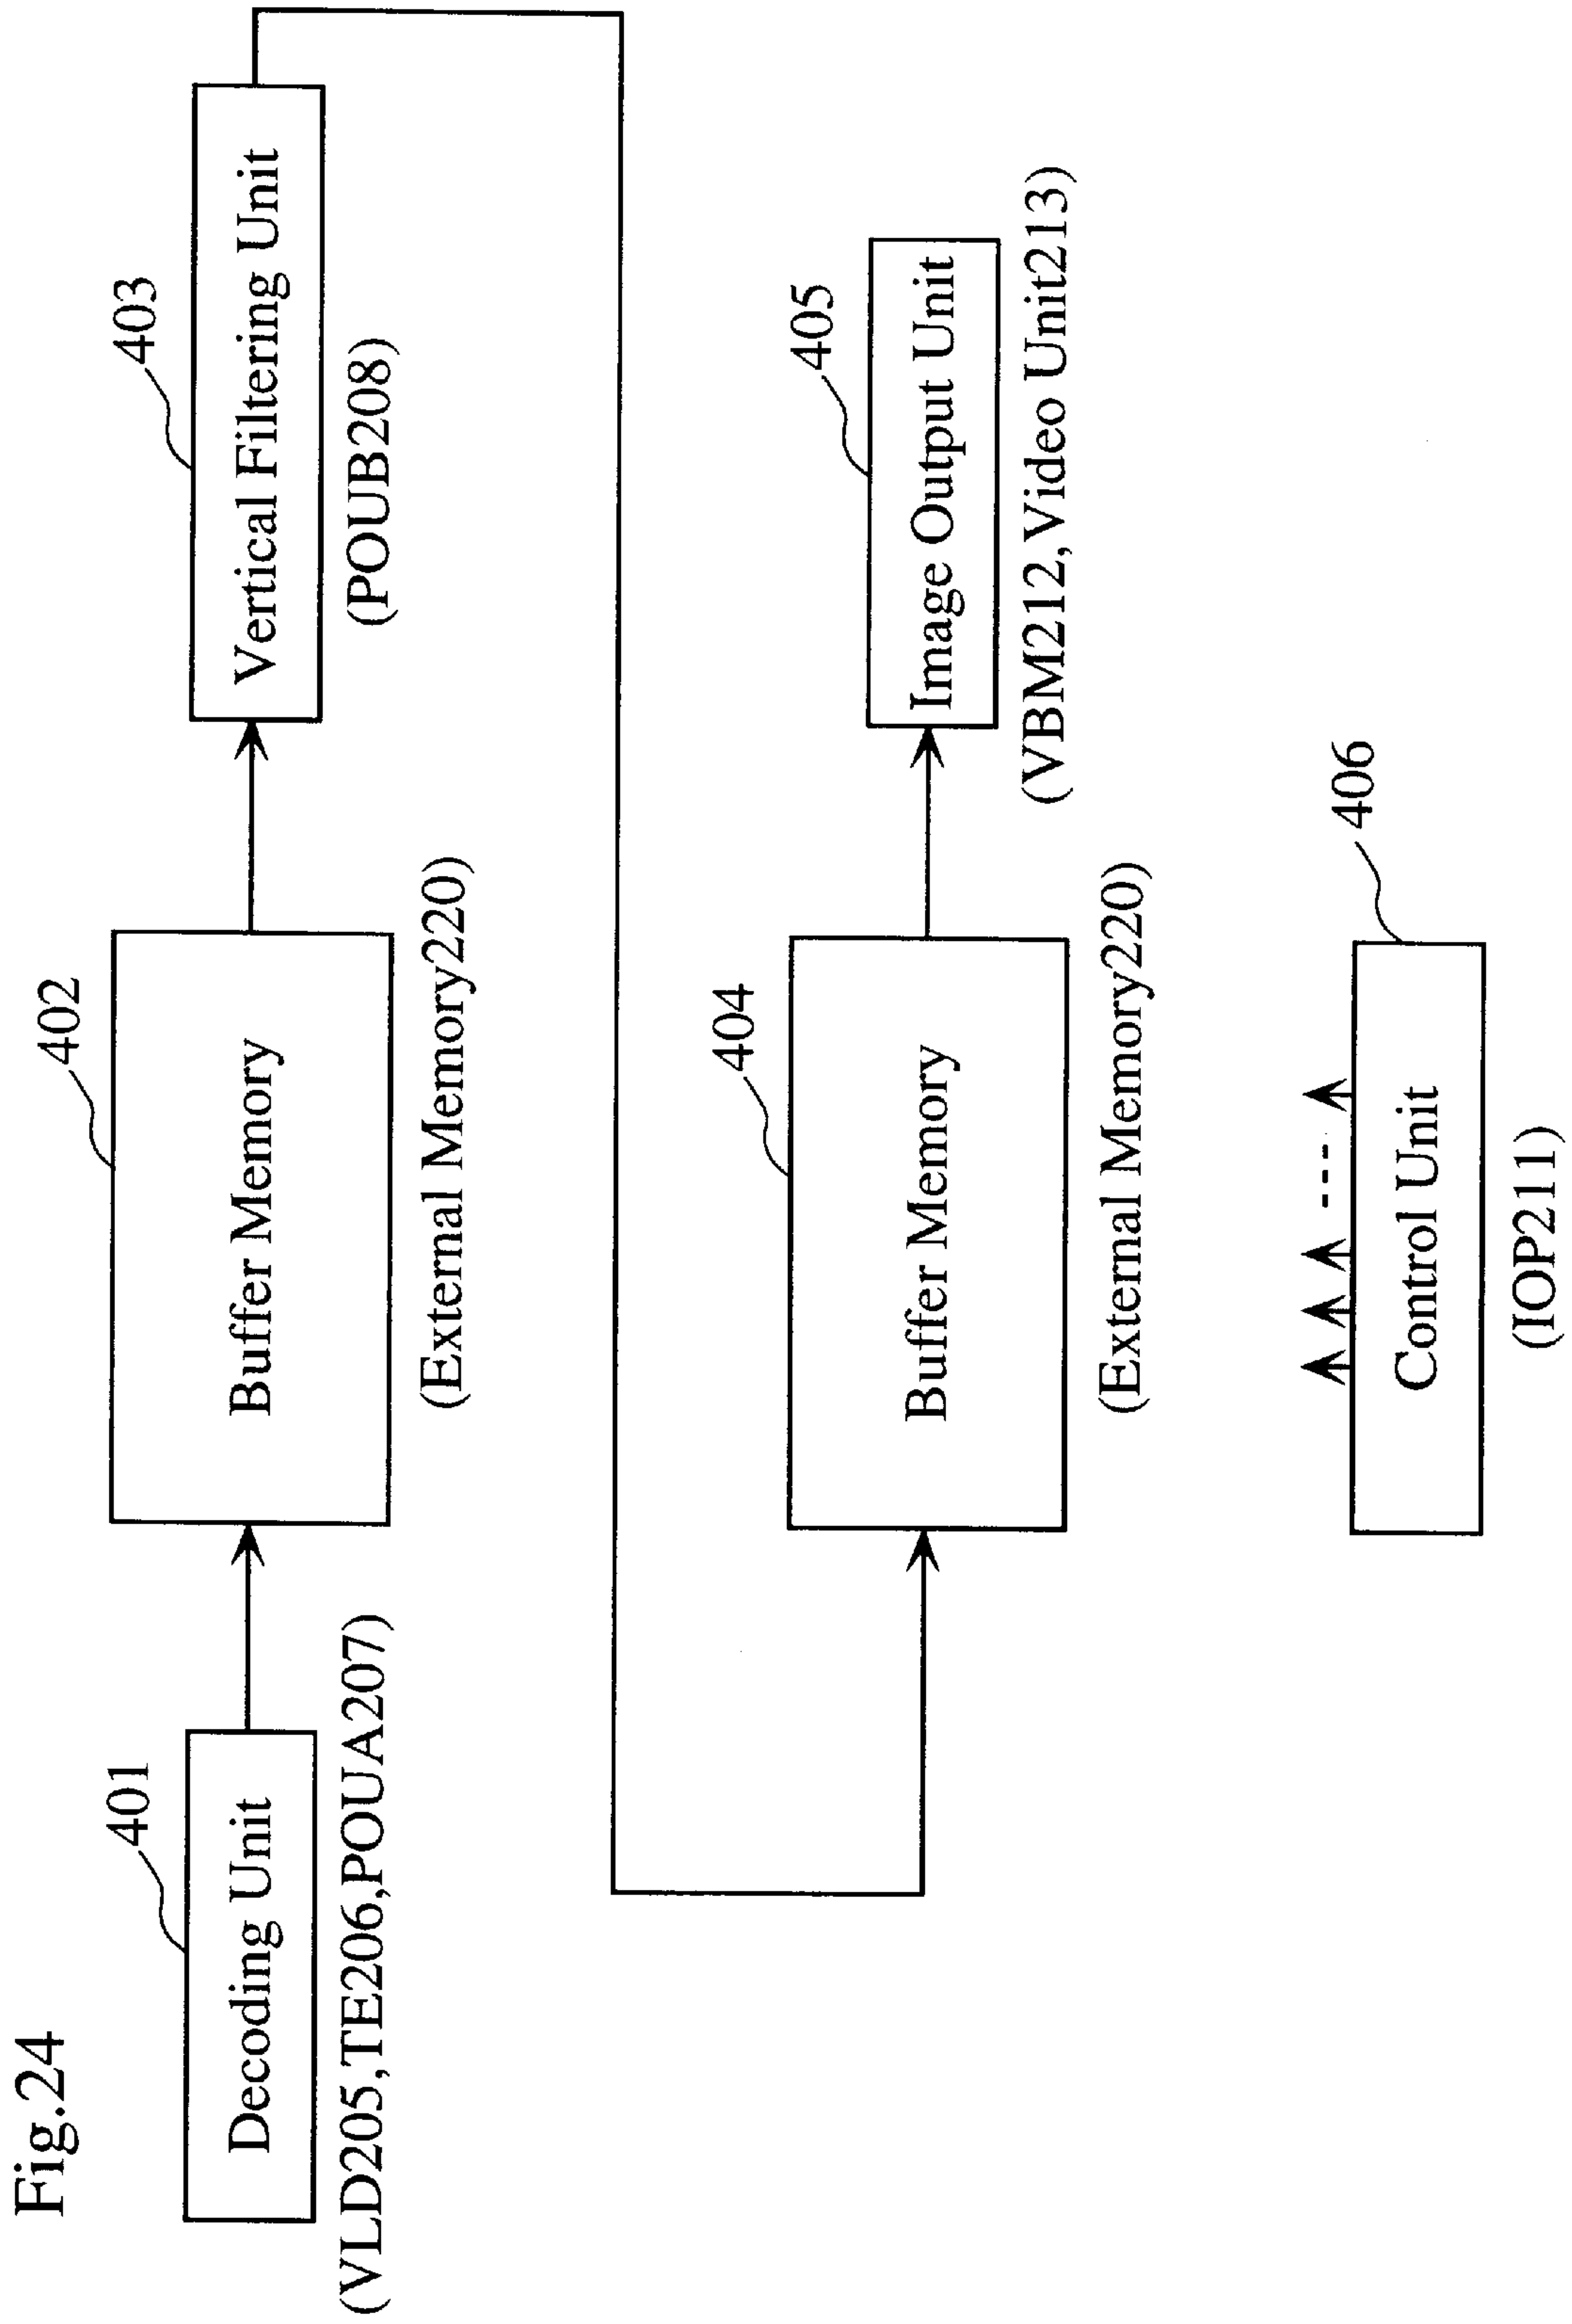 Fig.24
401
Decoding Unit
(VLD205,TE206,POUA207)
402
Buffer Memory
(External Memory220)
403
Vertical Filtering Unit
(POUB208)
404
Buffer Memory
(External Memory220)
405
Image Output Unit
(VBM212,Video Unit213)
406
Control Unit
(IOP211)